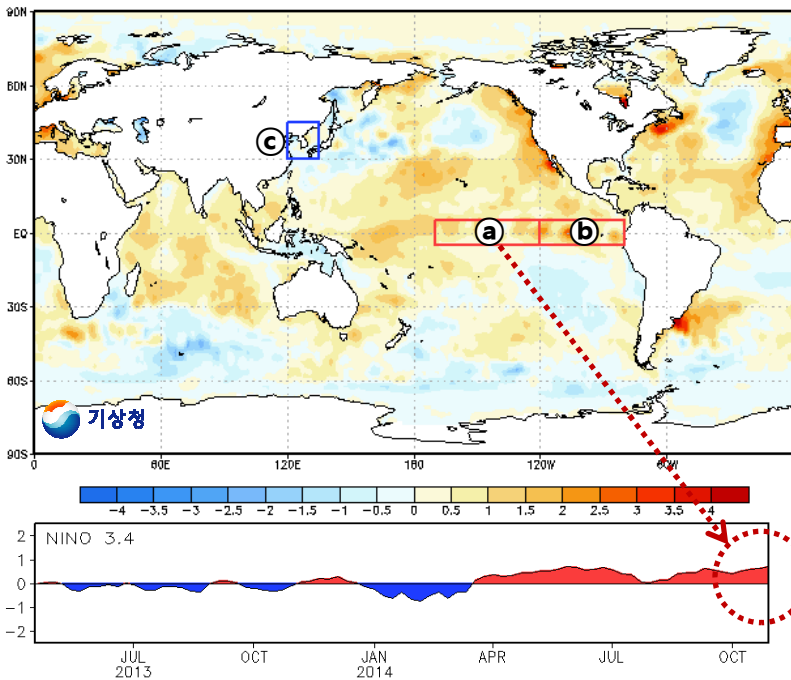 90N
60N
30N
EQ
30S
60S
90S
ⓒ
ⓐ
ⓑ
기상청
0 60E 120E 180 120W 60W
-4 -3.5 -3 -2.5 -2 -1.5 -1 -0.5 0 0.5 1 1.5 2 2.5 3 3.5 4
NINO 3.4
2
1
0
-1
-2
JUL OCT JAN APR JUL OCT
2013 2014